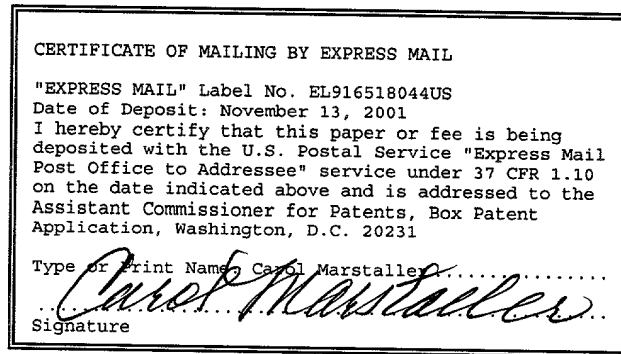 CERTIFICATE OF MAILING BY EXPRESS MAIL
"EXPRESS MAIL" Label No. EL916518044US
Date of Deposit: November 13, 2001
I hereby certify that this paper or fee is being
deposited with the U.S. Postal Service "Express Mail
Post Office to Addressee" service under 37 CFR 1.10
on the date indicated above and is addressed to the
Assistant Commissioner for Patents, Box Patent
Application, Washington, D.C. 20231
Type or Print Name: Carol Marstaller
Carol Marstaller
Signature